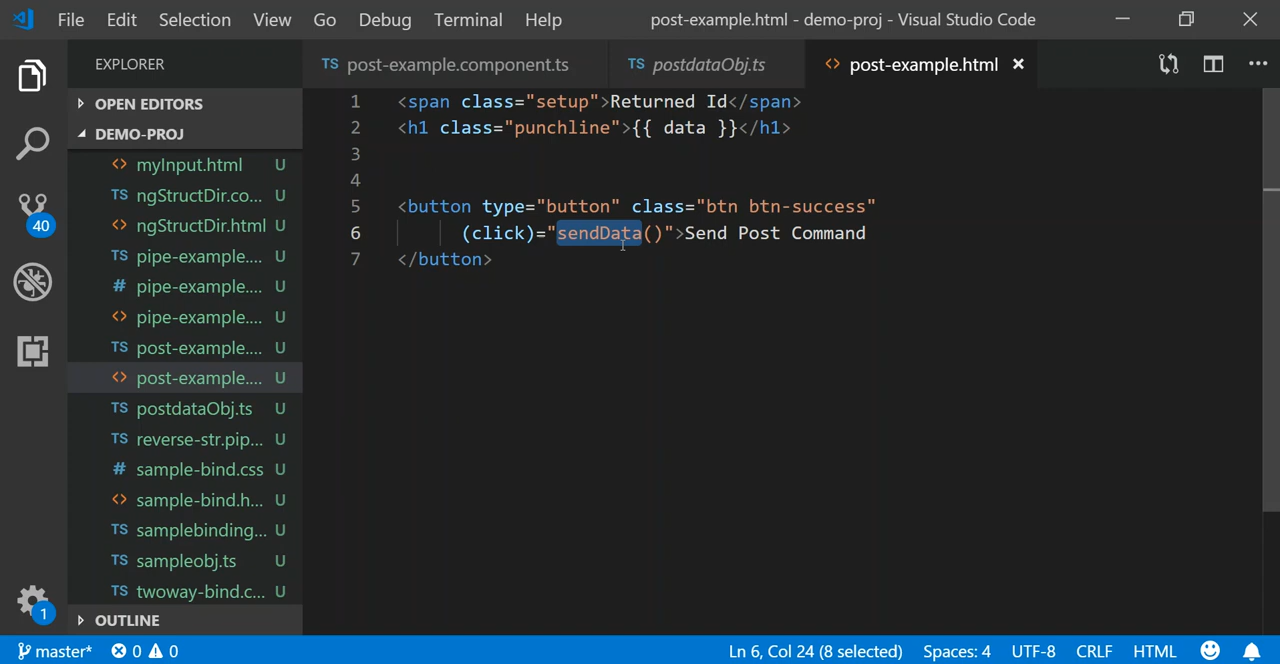 File Edit Selection View Go Debug Terminal Help post-example.html - demo-proj - Visual Studio Code
EXPLORER
TS post-example.component.ts TS postdataObj.ts <> post-example.html ×
OPEN EDITORS
DEMO-PROJ
<> myInput.html U
TS ngStructDir.co... U
<> ngStructDir.html U
TS pipe-example.... U
# pipe-example.... U
<> pipe-example.... U
TS post-example.... U
<> post-example.... U
TS postdataObj.ts U
TS reverse-str.pip... U
# sample-bind.css U
<> sample-bind.h... U
TS samplebinding... U
TS sampleobj.ts U
TS twoway-bind.c... U
OUTLINE
40
1
1 <span class="setup">Returned Id</span>
2 <h1 class="punchline">{{ data }}</h1>
3
4
5 <button type="button" class="btn btn-success"
6 (click)="sendData()">Send Post Command
7 </button>
master* 0 0 Ln 6, Col 24 (8 selected) Spaces: 4 UTF-8 CRLF HTML